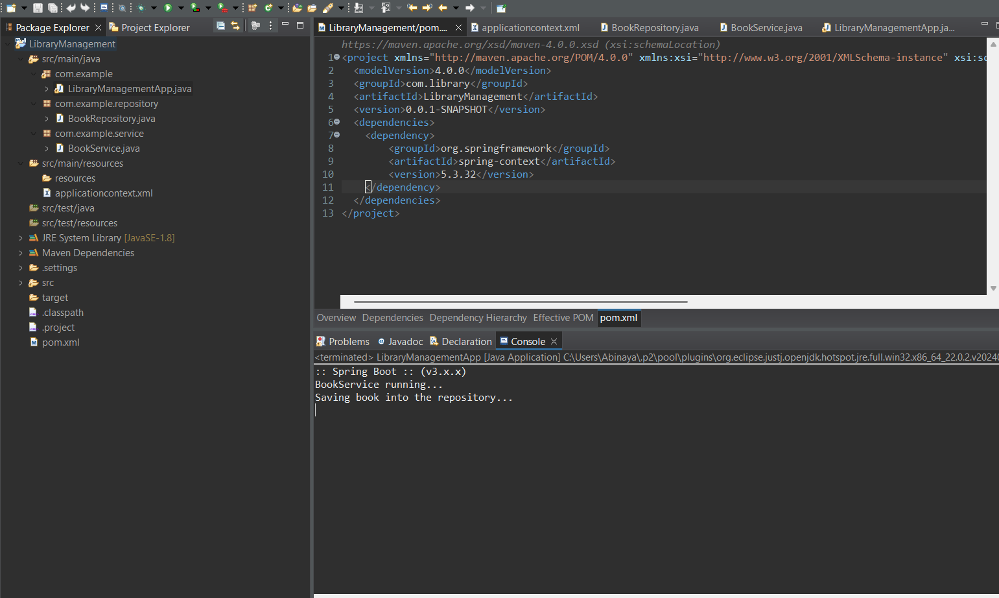 Package Explorer
Project Explorer
LibraryManagement
src/main/java
com.example
LibraryManagementApp.java
com.example.repository
BookRepository.java
com.example.service
BookService.java
src/main/resources
resources
applicationcontext.xml
src/test/java
src/test/resources
JRE System Library [JavaSE-1.8]
Maven Dependencies
.settings
src
target
.classpath
.project
pom.xml
LibraryManagement/pom....
applicationcontext.xml
BookRepository.java
BookService.java
LibraryManagementApp.ja...
https://maven.apache.org/xsd/maven-4.0.0.xsd (xsi:schemaLocation)
1 <project xmlns="http://maven.apache.org/POM/4.0.0" xmlns:xsi="http://www.w3.org/2001/XMLSchema-instance" xsi:sc
2 <modelVersion>4.0.0</modelVersion>
3 <groupId>com.library</groupId>
4 <artifactId>LibraryManagement</artifactId>
5 <version>0.0.1-SNAPSHOT</version>
6 <dependencies>
7 <dependency>
8 <groupId>org.springframework</groupId>
9 <artifactId>spring-context</artifactId>
10 <version>5.3.32</version>
11 </dependency>
12 </dependencies>
13 </project>
Overview Dependencies Dependency Hierarchy Effective POM pom.xml
Problems Javadoc Declaration Console
<terminated> LibraryManagementApp [Java Application] C:\Users\Abinaya\.p2\pool\plugins\org.eclipse.justj.openjdk.hotspot.jre.full.win32.x86_64_22.0.2.v20240
:: Spring Boot :: (v3.x.x)
BookService running...
Saving book into the repository...